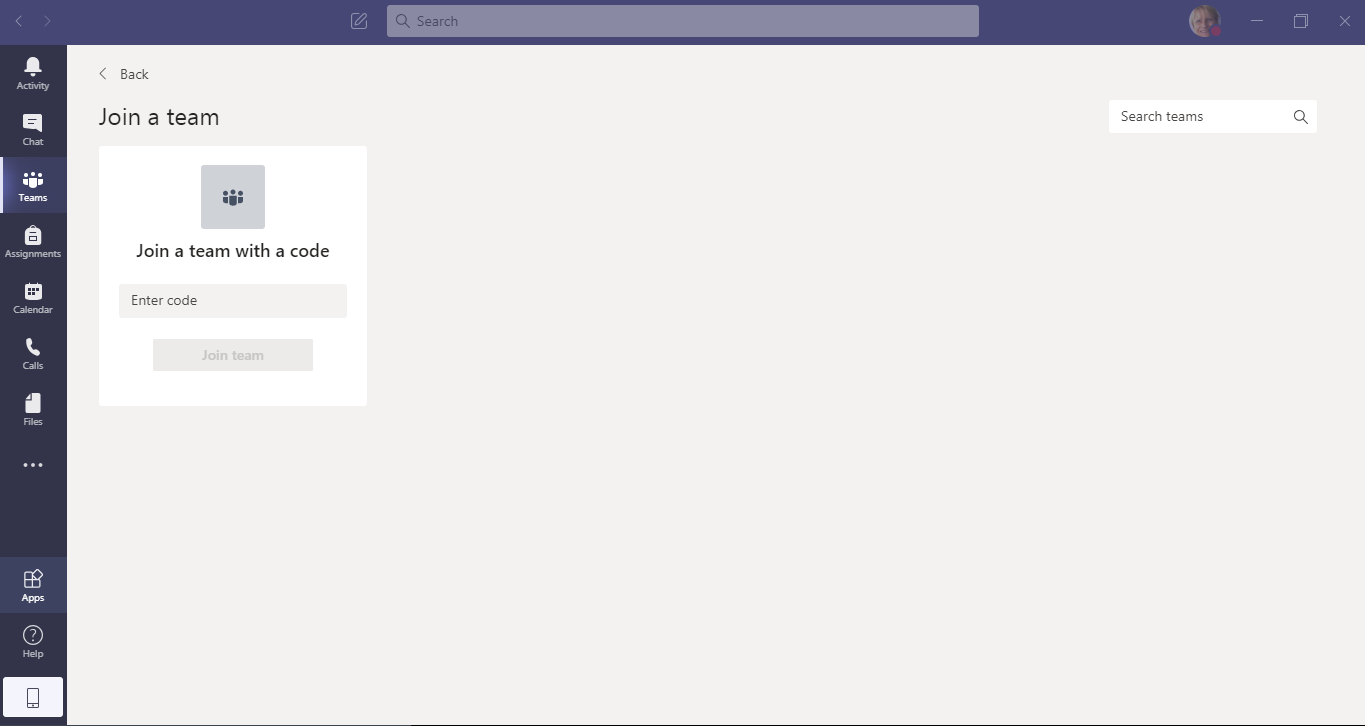 Search
Activity
Chat
Teams
Assignments
Calendar
Calls
Files
Apps
Help
Back
Join a team
Search teams
Join a team with a code
Enter code
Join team